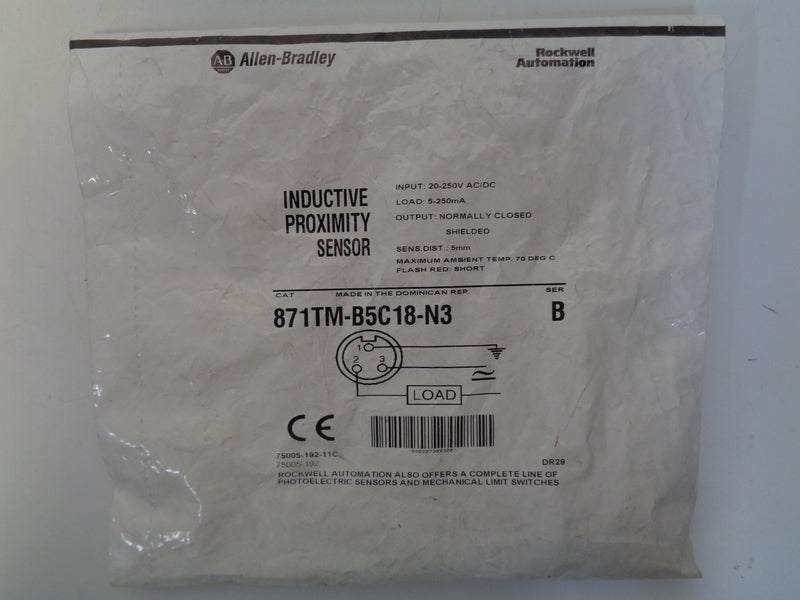 AB Allen-Bradley
Rockwell
Automation
INDUCTIVE
PROXIMITY
SENSOR
INPUT: 20-250V AC/DC
LOAD: 5-250mA
OUTPUT: NORMALLY CLOSED
SHIELDED
SENS.DIST.: 5mm
MAXIMUM AMBIENT TEMP. 70 DEG C
FLASH RED: SHORT
CAT MADE IN THE DOMINICAN REP. SER
871TM-B5C18-N3 B
1
2 3
LOAD
CE
75005-192-11C
75005-192 DR29
ROCKWELL AUTOMATION ALSO OFFERS A COMPLETE LINE OF
PHOTOELECTRIC SENSORS AND MECHANICAL LIMIT SWITCHES